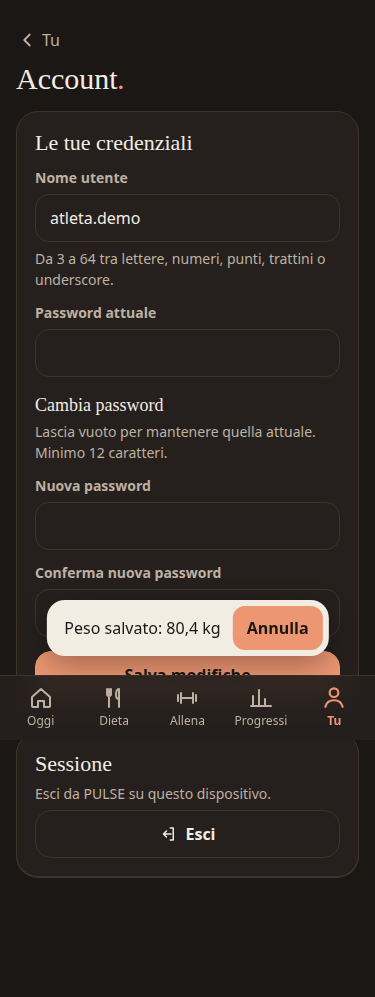 Tu
Account.
Le tue credenziali
Nome utente
atleta.demo
Da 3 a 64 tra lettere, numeri, punti, trattini o
underscore.
Password attuale
Cambia password
Lascia vuoto per mantenere quella attuale.
Minimo 12 caratteri.
Nuova password
Conferma nuova password
Peso salvato: 80,4 kg Annulla
Salva modifiche
Oggi Dieta Allena Progressi Tu
Sessione
Esci da PULSE su questo dispositivo.
Esci